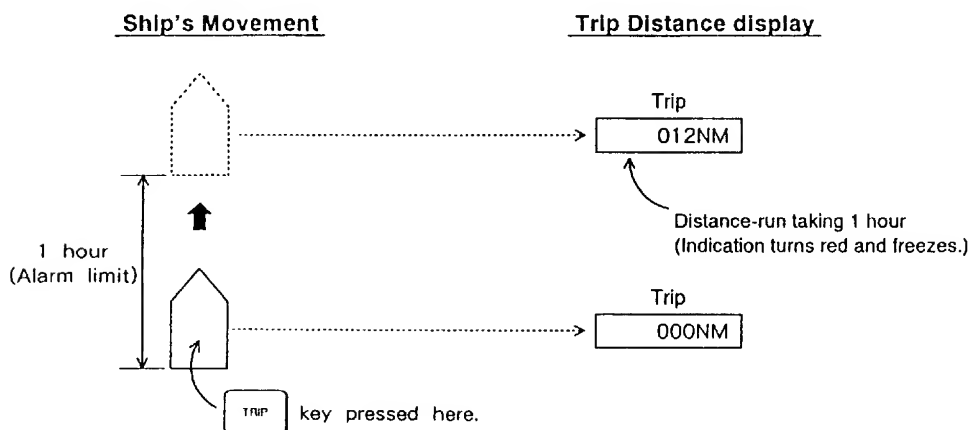 Ship's Movement
Trip Distance display
Trip
012NM
Distance-run taking 1 hour
(Indication turns red and freezes.)
1 hour
(Alarm limit)
Trip
000NM
TRIP key pressed here.